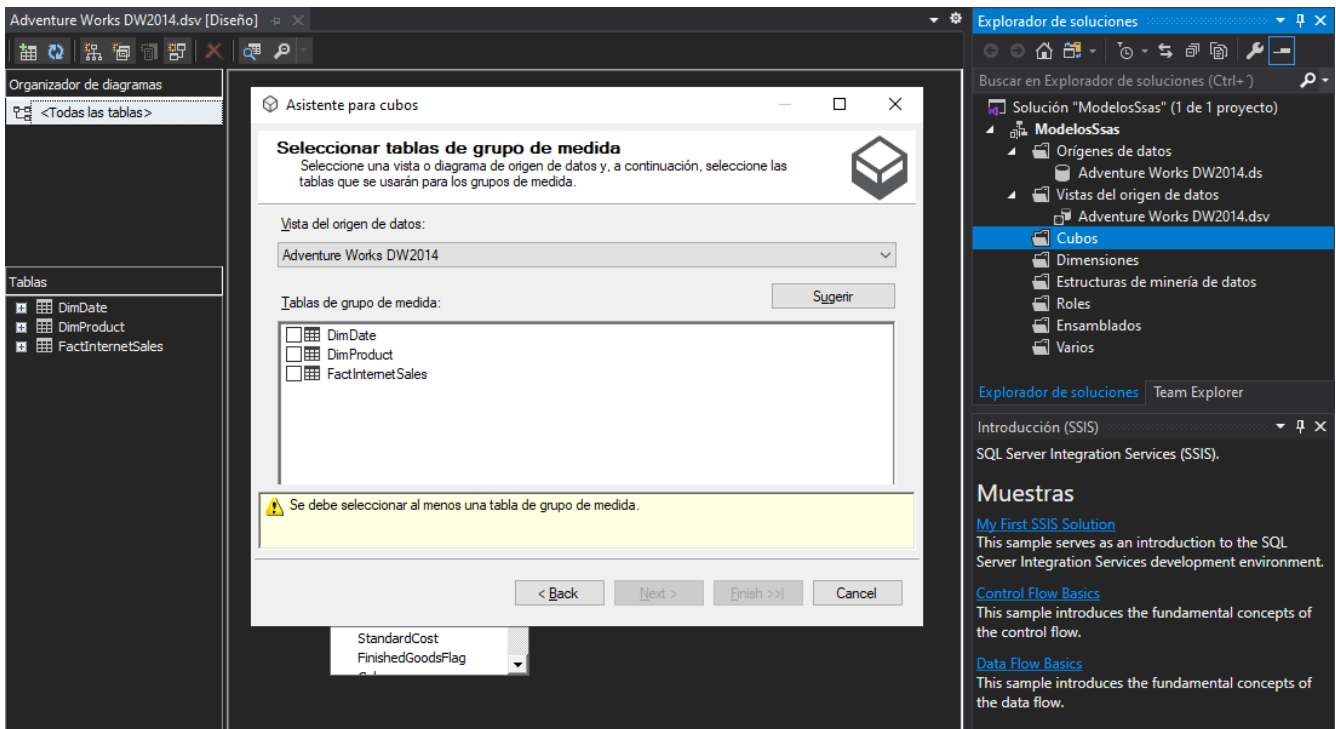 Adventure Works DW2014.dsv [Diseño]
Organizador de diagramas
<Todas las tablas>
Tablas
DimDate
DimProduct
FactInternetSales
Asistente para cubos
Seleccionar tablas de grupo de medida
Seleccione una vista o diagrama de origen de datos y, a continuación, seleccione las
tablas que se usarán para los grupos de medida.
Vista del origen de datos:
Adventure Works DW2014
Tablas de grupo de medida:
Sugerir
DimDate
DimProduct
FactInternetSales
Se debe seleccionar al menos una tabla de grupo de medida.
< Back
Next >
Finish >>|
Cancel
StandardCost
FinishedGoodsFlag
Explorador de soluciones
Buscar en Explorador de soluciones (Ctrl+´)
Solución "ModelosSsas" (1 de 1 proyecto)
ModelosSsas
Orígenes de datos
Adventure Works DW2014.ds
Vistas del origen de datos
Adventure Works DW2014.dsv
Cubos
Dimensiones
Estructuras de minería de datos
Roles
Ensamblados
Varios
Explorador de soluciones
Team Explorer
Introducción (SSIS)
SQL Server Integration Services (SSIS).
Muestras
My First SSIS Solution
This sample serves as an introduction to the SQL
Server Integration Services development environment.
Control Flow Basics
This sample introduces the fundamental concepts of
the control flow.
Data Flow Basics
This sample introduces the fundamental concepts of
the data flow.